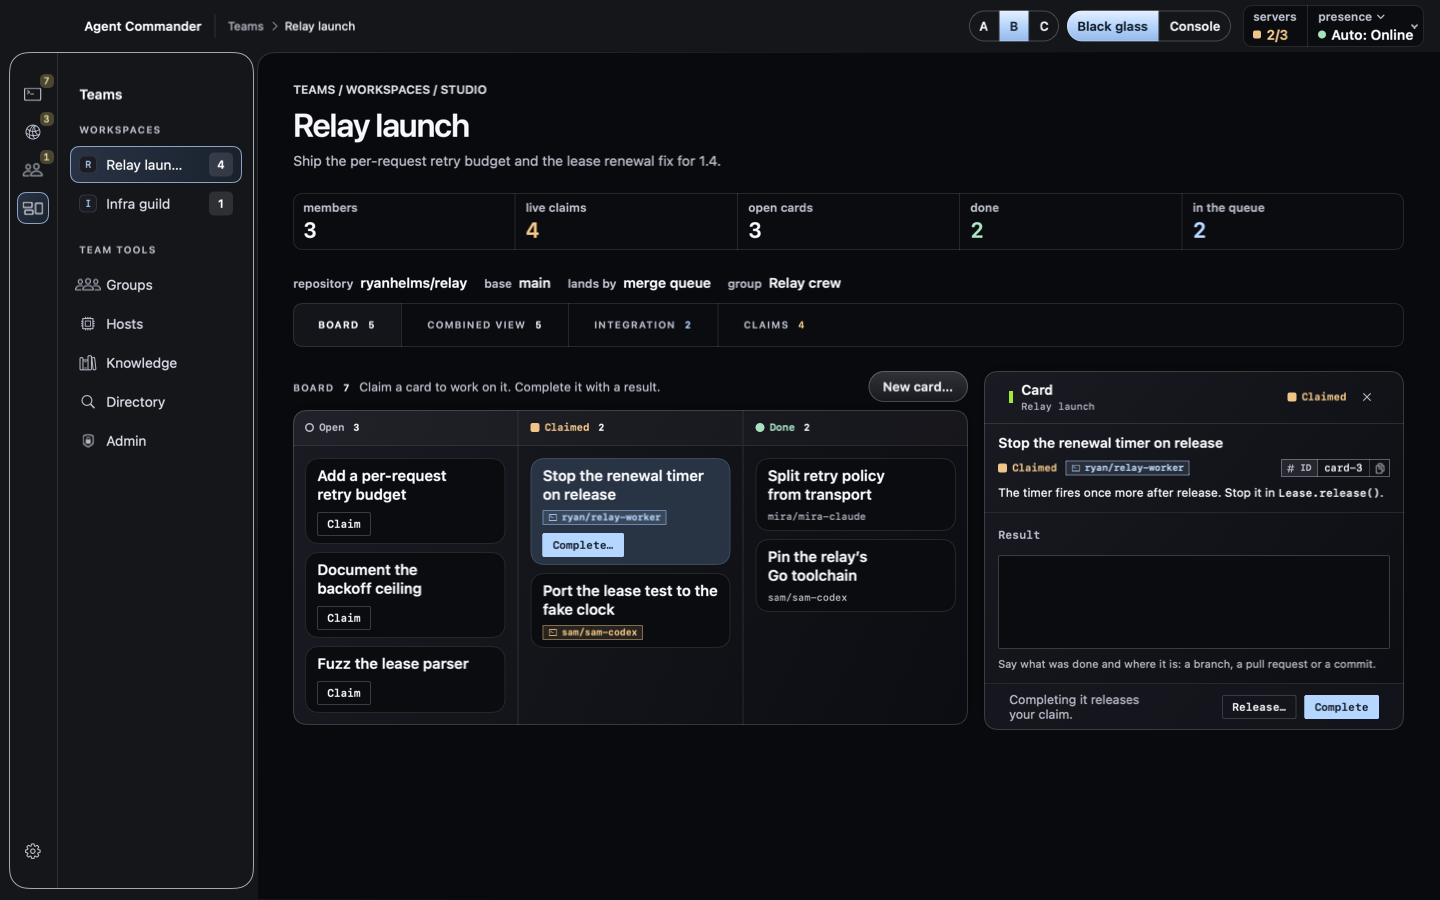 Agent Commander
Teams > Relay launch
A B C
Black glass Console
servers
2/3
presence
Auto: Online
7
3
1
Teams
WORKSPACES
R Relay laun... 4
I Infra guild 1
TEAM TOOLS
Groups
Hosts
Knowledge
Directory
Admin
TEAMS / WORKSPACES / STUDIO
Relay launch
Ship the per-request retry budget and the lease renewal fix for 1.4.
members
3
live claims
4
open cards
3
done
2
in the queue
2
repository ryanhelms/relay base main lands by merge queue group Relay crew
BOARD 5 COMBINED VIEW 5 INTEGRATION 2 CLAIMS 4
BOARD 7 Claim a card to work on it. Complete it with a result.
New card...
Open 3
Add a per-request
retry budget
Claim
Document the
backoff ceiling
Claim
Fuzz the lease parser
Claim
Claimed 2
Stop the renewal timer
on release
ryan/relay-worker
Complete…
Port the lease test to the
fake clock
sam/sam-codex
Done 2
Split retry policy
from transport
mira/mira-claude
Pin the relay’s
Go toolchain
sam/sam-codex
Card
Relay launch
Claimed
Stop the renewal timer on release
Claimed ryan/relay-worker # ID card-3
The timer fires once more after release. Stop it in Lease.release().
Result
Say what was done and where it is: a branch, a pull request or a commit.
Completing it releases
your claim.
Release… Complete